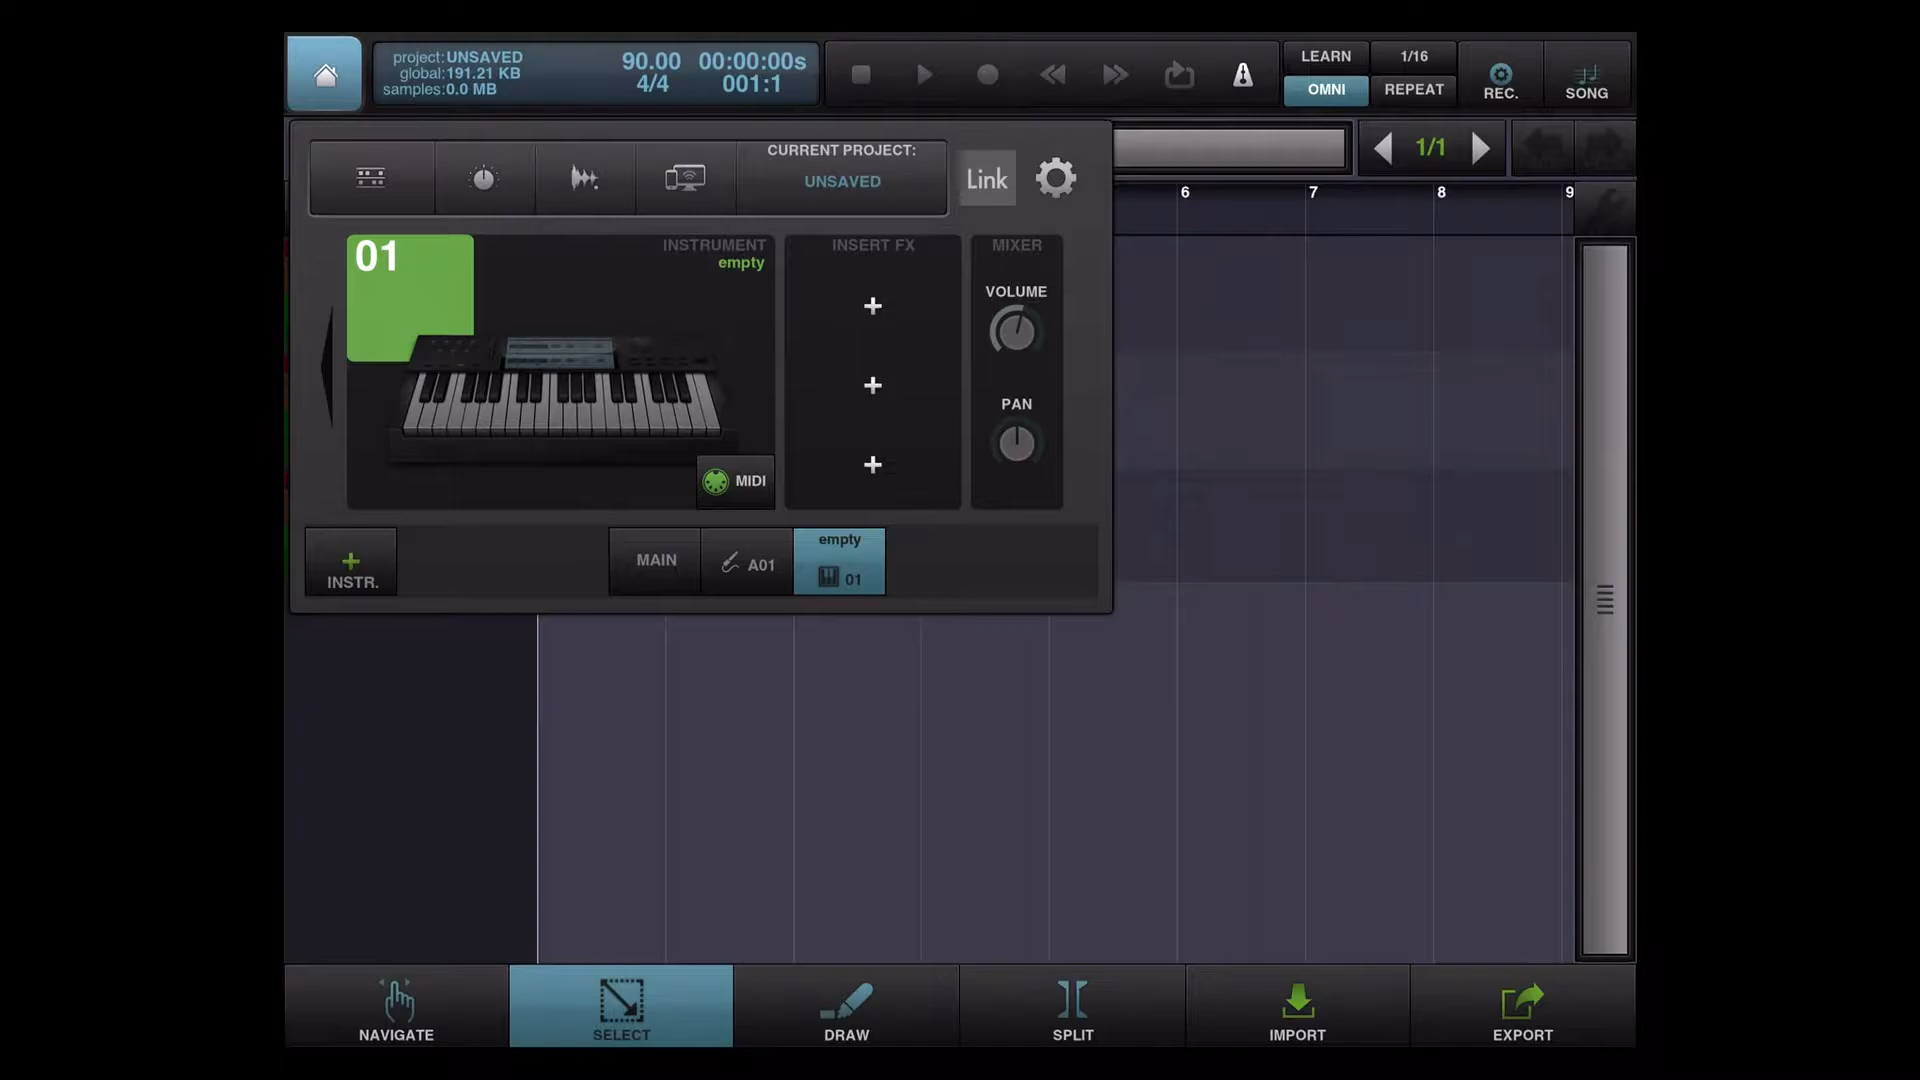 project:UNSAVED
global:191.21 KB
samples:0.0 MB
90.00
4/4
00:00:00s
001:1
LEARN
OMNI
1/16
REPEAT
REC.
SONG
CURRENT PROJECT:
UNSAVED
Link
1/1
6
7
8
9
01
INSTRUMENT
empty
INSERT FX
+
+
+
MIXER
VOLUME
PAN
MIDI
+
INSTR.
MAIN
A01
empty
01
NAVIGATE
SELECT
DRAW
SPLIT
IMPORT
EXPORT